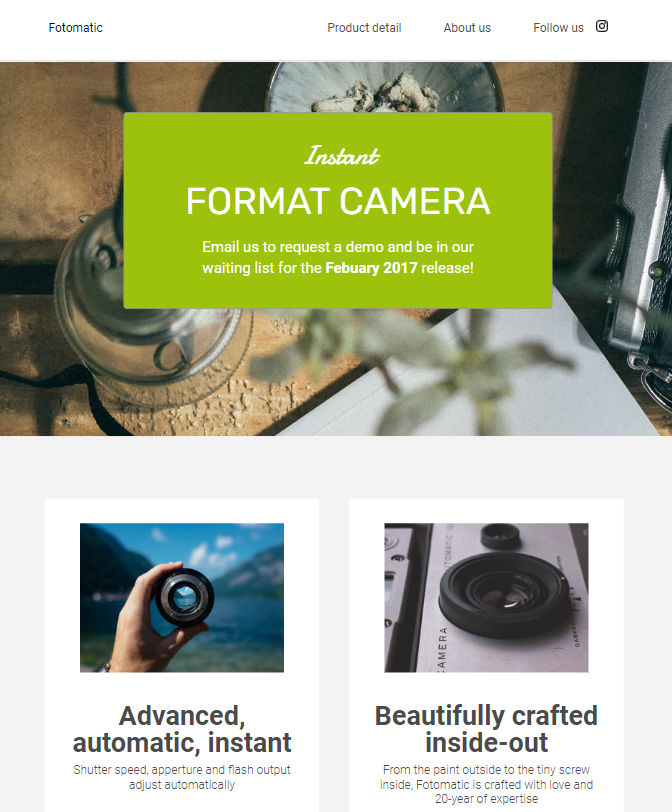 Fotomatic
Product detail
About us
Follow us
Instant
FORMAT CAMERA
Email us to request a demo and be in our
waiting list for the Febuary 2017 release!
CAMERA
Advanced,
automatic, instant
Shutter speed, apperture and flash output
adjust automatically
Beautifully crafted
inside-out
From the paint outside to the tiny screw
inside, Fotomatic is crafted with love and
20-year of expertise